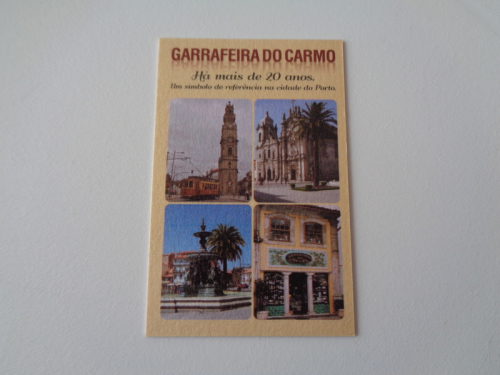 GARRAFEIRA DO CARMO
Há mais de 20 anos.
Um símbolo de referência na cidade do Porto.